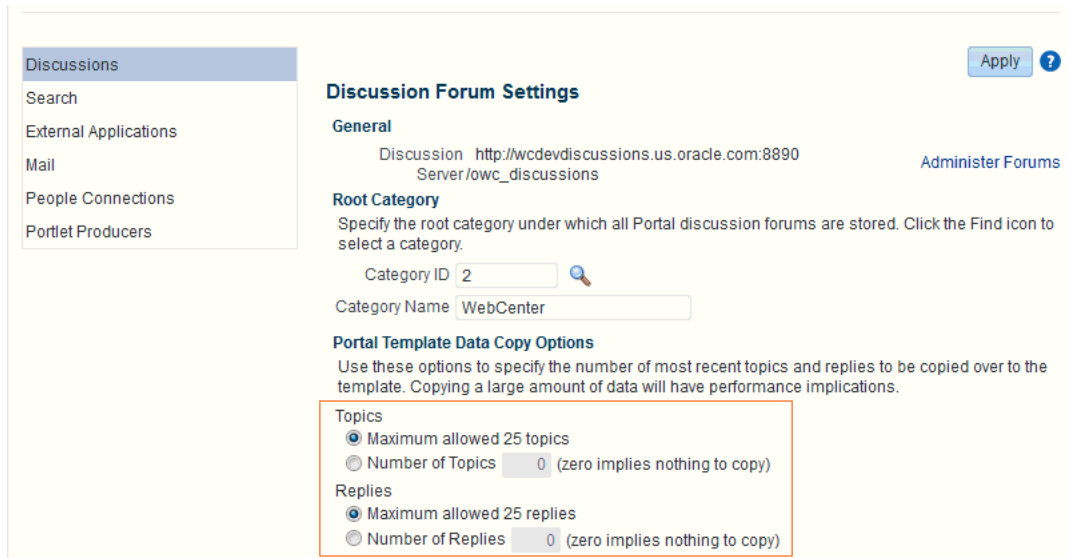 Discussions
Search
External Applications
Mail
People Connections
Portlet Producers
Apply
?
Discussion Forum Settings
General
Discussion Server
http://wcdevdiscussions.us.oracle.com:8890
/owc_discussions
Administer Forums
Root Category
Specify the root category under which all Portal discussion forums are stored. Click the Find icon to
select a category.
Category ID 2
Category Name WebCenter
Portal Template Data Copy Options
Use these options to specify the number of most recent topics and replies to be copied over to the
template. Copying a large amount of data will have performance implications.
Topics
Maximum allowed 25 topics
Number of Topics 0 (zero implies nothing to copy)
Replies
Maximum allowed 25 replies
Number of Replies 0 (zero implies nothing to copy)